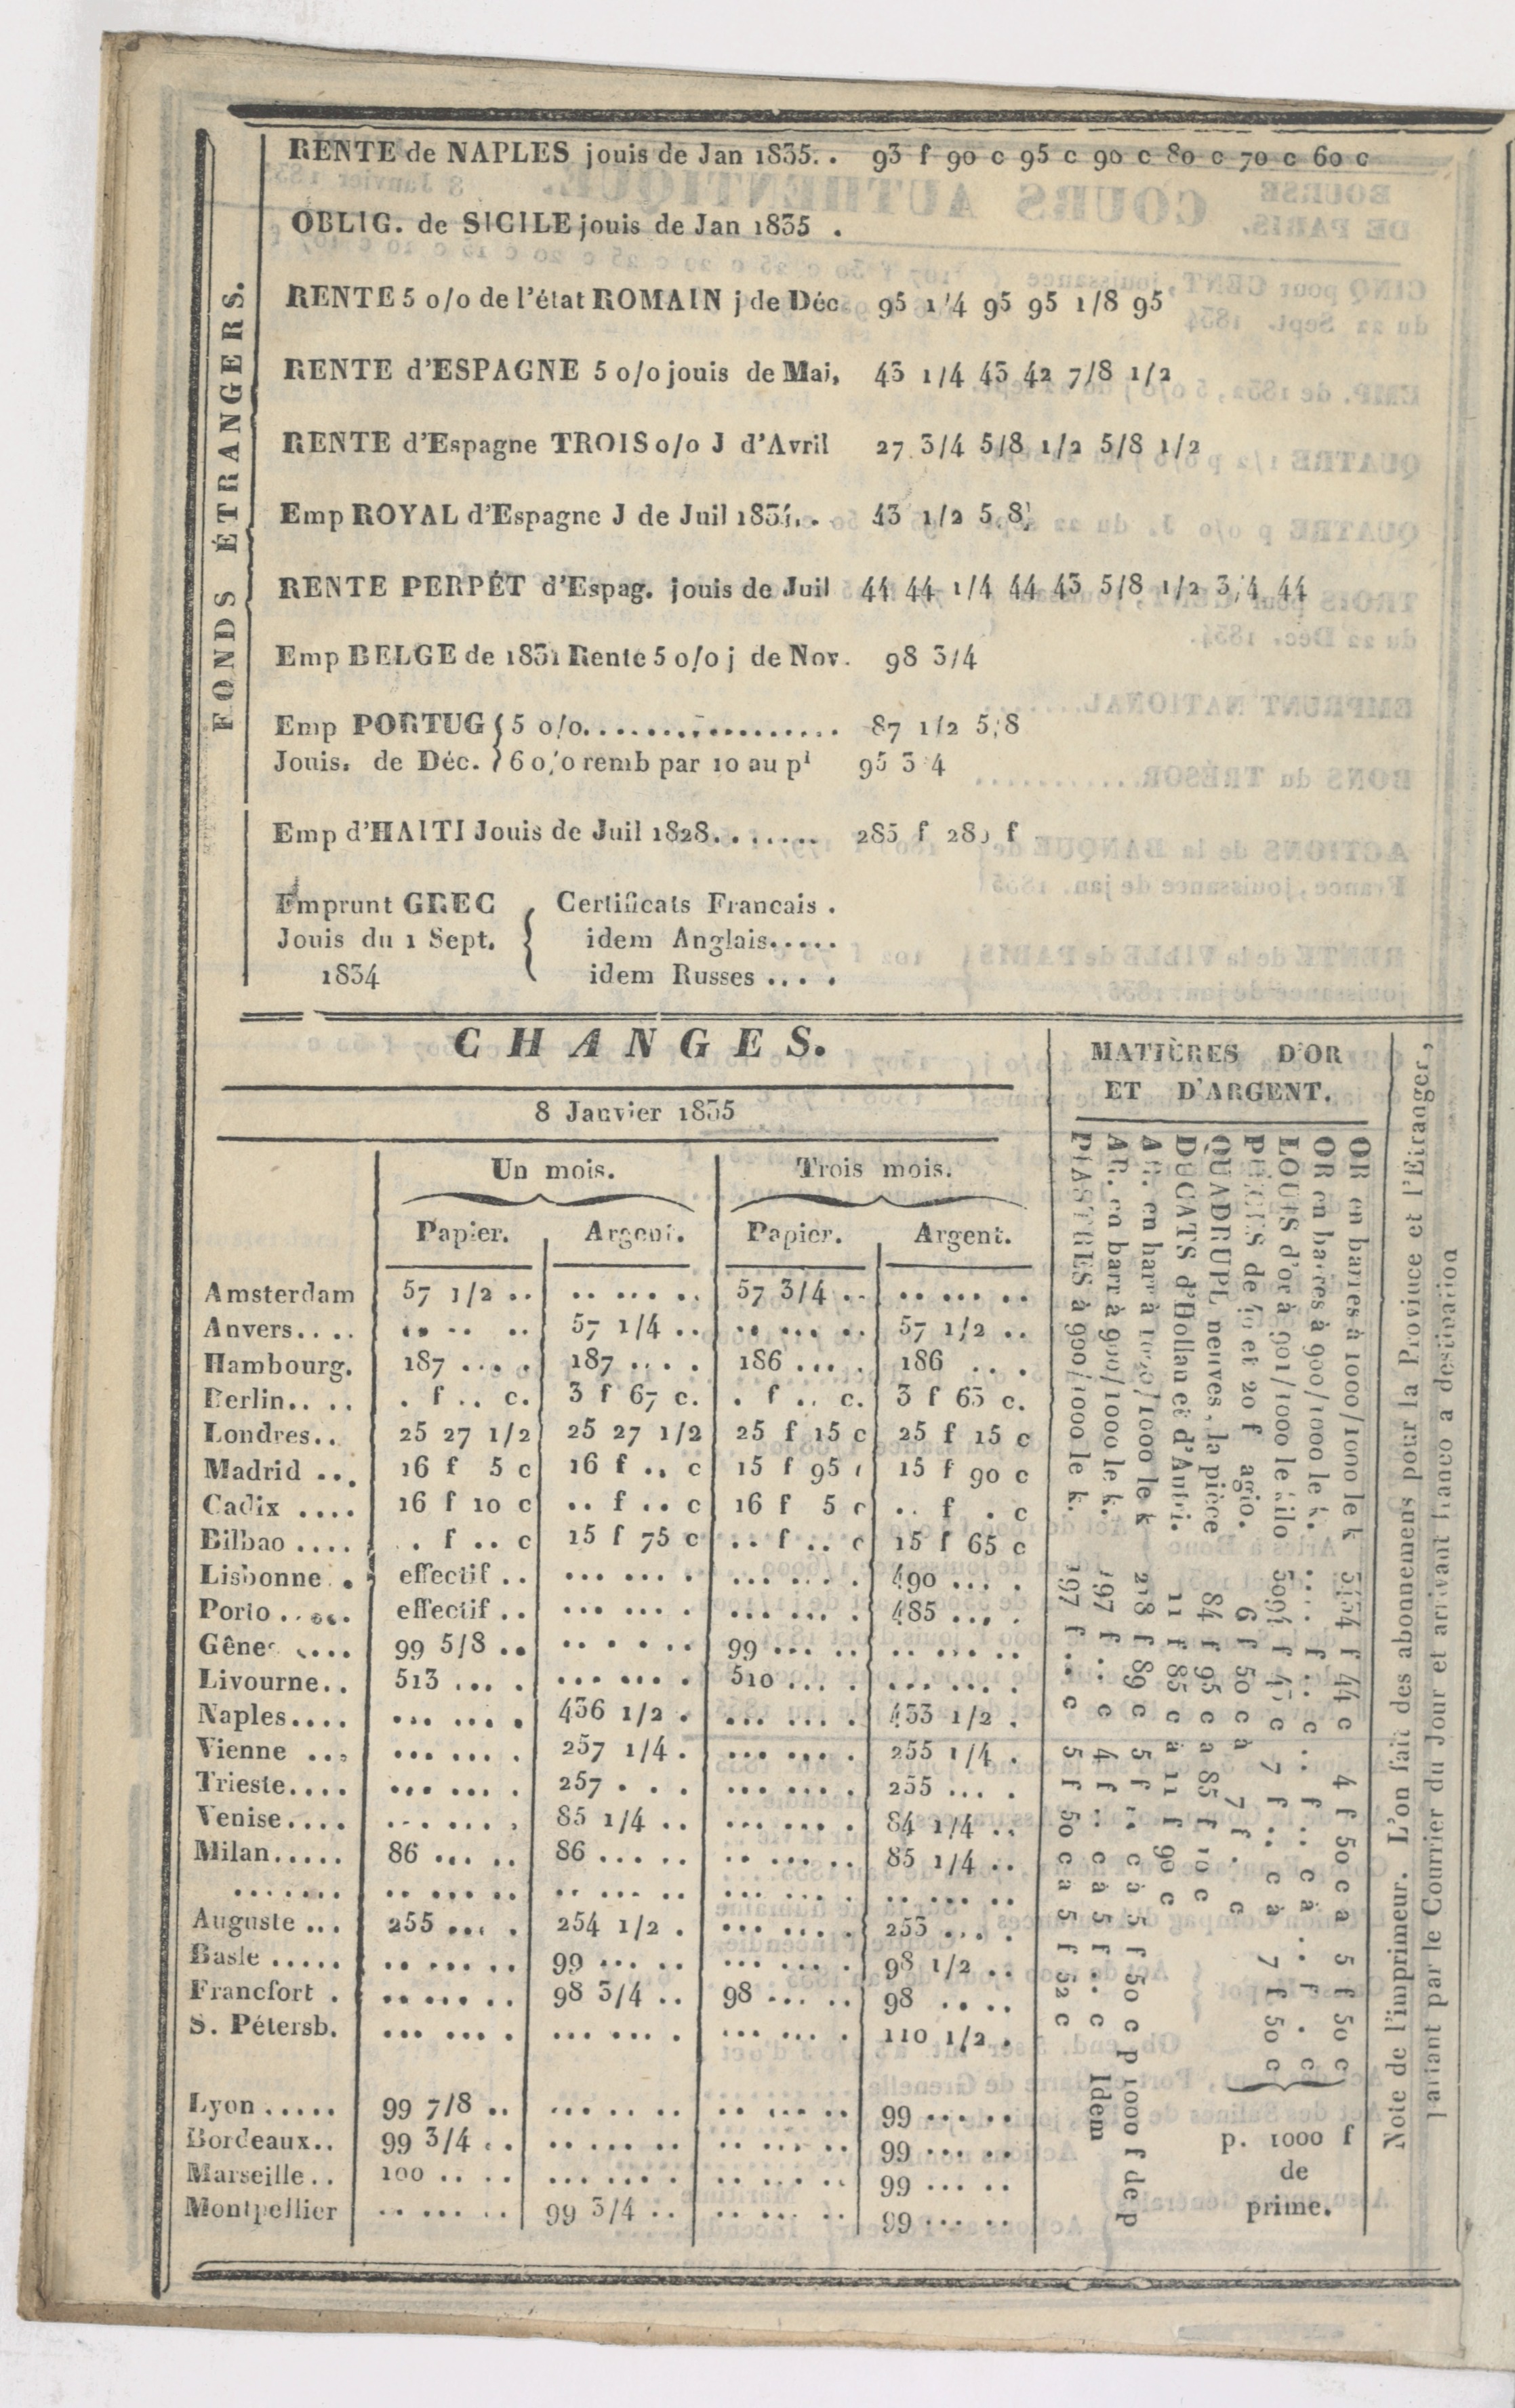 FONDS ÉTRANGERS.
RENTE de NAPLES jouis de Jan 1835. . 93 f 90 c 95 c 90 c 80 c 70 c 60 c
OBLIG. de SICILE jouis de Jan 1835 .
RENTE 5 o/o de l'état ROMAIN j de Déc. 95 1/4 95 95 1/8 95
RENTE d'ESPAGNE 5 o/o jouis de Mai, 43 1/4 43 42 7/8 1/2
RENTE d'Espagne TROIS o/o J d'Avril 27 3/4 5/8 1/2 5/8 1/2
Emp ROYAL d'Espagne J de Juil 1834. . 43 1/2 5/8
RENTE PERPÉT d'Espag. jouis de Juil 44 44 1/4 44 43 5/8 1/2 3/4 44
Emp BELGE de 1831 Rente 5 o/o j de Nov. 98 3/4
Emp PORTUG { 5 o/o.................. 87 1/2 5/8
Jouis. de Déc. } 6 o/o remb par 10 au pl 95 3/4
Emp d'HAITI Jouis de Juil 1828....... 285 f 28 f
Emprunt GREC { Certificats Francais .
Jouis du 1 Sept. idem Anglais.....
1834 idem Russes ....
CHANGES.
8 Janvier 1835
Un mois. Trois mois.
Papier. Argent. Papier. Argent.
Amsterdam 57 1/2 .. .. ... .. 57 3/4 .. .. ... ..
Anvers.... .. .. .. 57 1/4 .. .. ... .. 57 1/2 ..
Hambourg. 187 .... 187 .... 186 .... 186 ...
Berlin.. .. . f .. c. 3 f 67 c. . f .. c. 3 f 65 c.
Londres.. 25 27 1/2 25 27 1/2 25 f 15 c 25 f 15 c
Madrid ... 16 f 5 c 16 f .. c 15 f 95 c 15 f 90 c
Cadix .... 16 f 10 c .. f .. c 16 f 5 c .. f . c
Bilbao .... . f .. c 15 f 75 c .. f .. c 15 f 65 c
Lisbonne . effectif .. ... ... . ... ... . 490 ... .
Porto ..... effectif .. ... ... . ... ... . 485 ... .
Gênes .... 99 5/8 .. .. . . .. 99 ... .. .. ... ..
Livourne.. 513 ... . ... ... . 510 ... . ... ... .
Naples.... ... ... . 436 1/2 . ... ... . 433 1/2 .
Vienne ... ... ... . 257 1/4 . ... ... . 255 1/4 .
Trieste.... ... ... . 257 . . . ... ... . 255 ... .
Venise.... ... ... . 85 1/4 .. ... ... . 84 1/4 ..
Milan..... 86 ... .. 86 ... .. .. ... .. 85 1/4 ..
....... .. ... .. .. ... .. ... ... . .. ... ..
Auguste ... 255 ... . 254 1/2 . ... ... . 253 ... .
Basle ..... .. ... .. 99 ... .. ... ... . 98 1/2 ..
Francfort . .. ... .. 98 3/4 .. 98 ... .. 98 .. ..
S. Pétersb. ... ... . ... ... . ... ... . 110 1/2 .
Lyon ..... 99 7/8 .. ... .. .. .. ... .. 99 ... ..
Bordeaux.. 99 3/4 .. .. ... .. .. ... .. 99 ... ..
Marseille.. 100 .. .. ... ... . .. ... .. 99 ... ..
Montpellier .. ... .. 99 3/4 .. .. ... .. 99 ... ..
MATIÈRES D'OR
ET D'ARGENT.
OR en barres à 1000/1000 le k 3434 f 44 c 4 f 50 c a 5 f 50 c
OR en barres à 900/1000 le k. ... f .. c .. f .. c à .. f . c
LOUIS d'or à 901/1000 le kilo f c 7 f .. c à 7 f 50 c
PIÈCES de 40 et 20 f agio. 6 f 50 c à 7 f . c
QUADRUPL neuves, la pièce 84 f 95 c a 85 f 10 c
DUCATS d'Hollan et d'Autri. 11 f 85 c à 11 f 90 c
AR. en barr à 1000/1000 le k 218 f 89 c 5 f .. c à 5 f 50 c p 1000 f de p
AR. en barr à 900/1000 le k. 197 f .. c 4 f .. c à 5 f .. c Idem
PIASTRES à 900/1000 le k. 197 f .. c 5 f 50 c a 5 f 52 c
p. 1000 f
de
prime.
Note de l'imprimeur. L'on fait des abonnemens pour la Province et l'Etranger,
partant par le Courrier du Jour et arrivant franco a destination